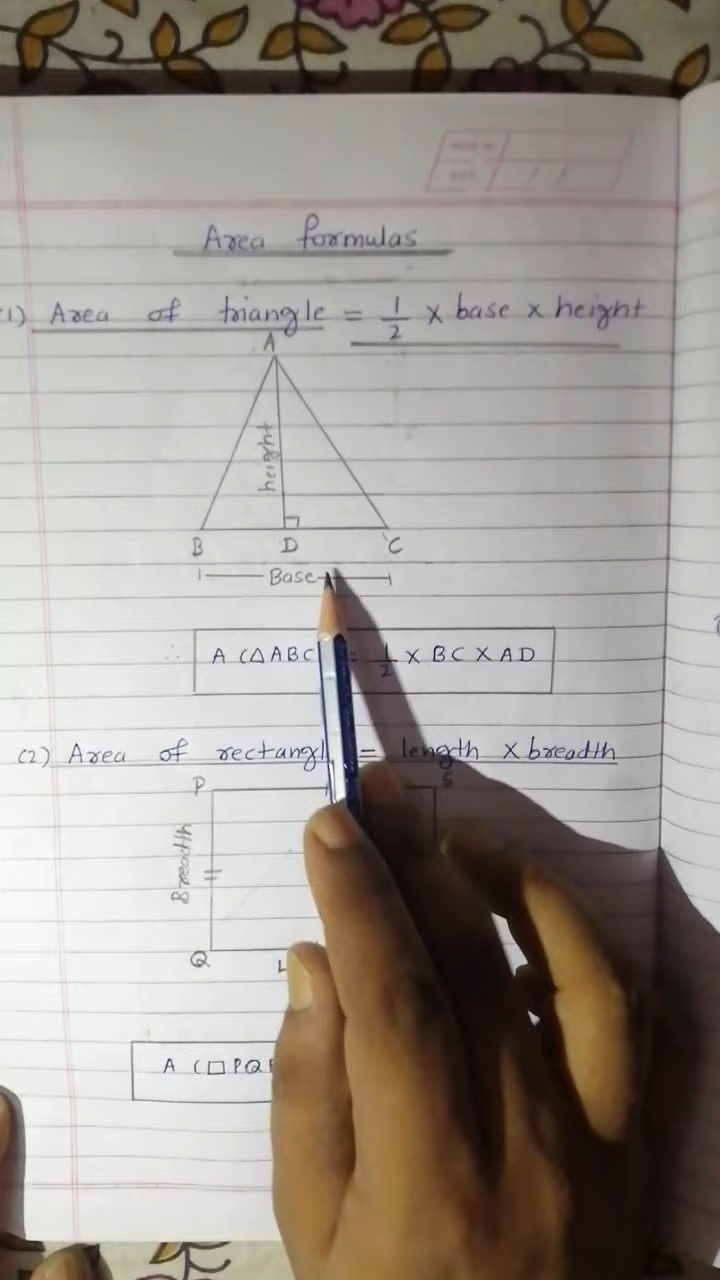 Area formulas
(1) Area of triangle = 1/2 × base × height
A
height
B D C
Base
∴ A (△ABC = 1/2 × BC × AD
(2) Area of rectangl = length × breadth
P S
Breadth
Q
L
A (□ PQ